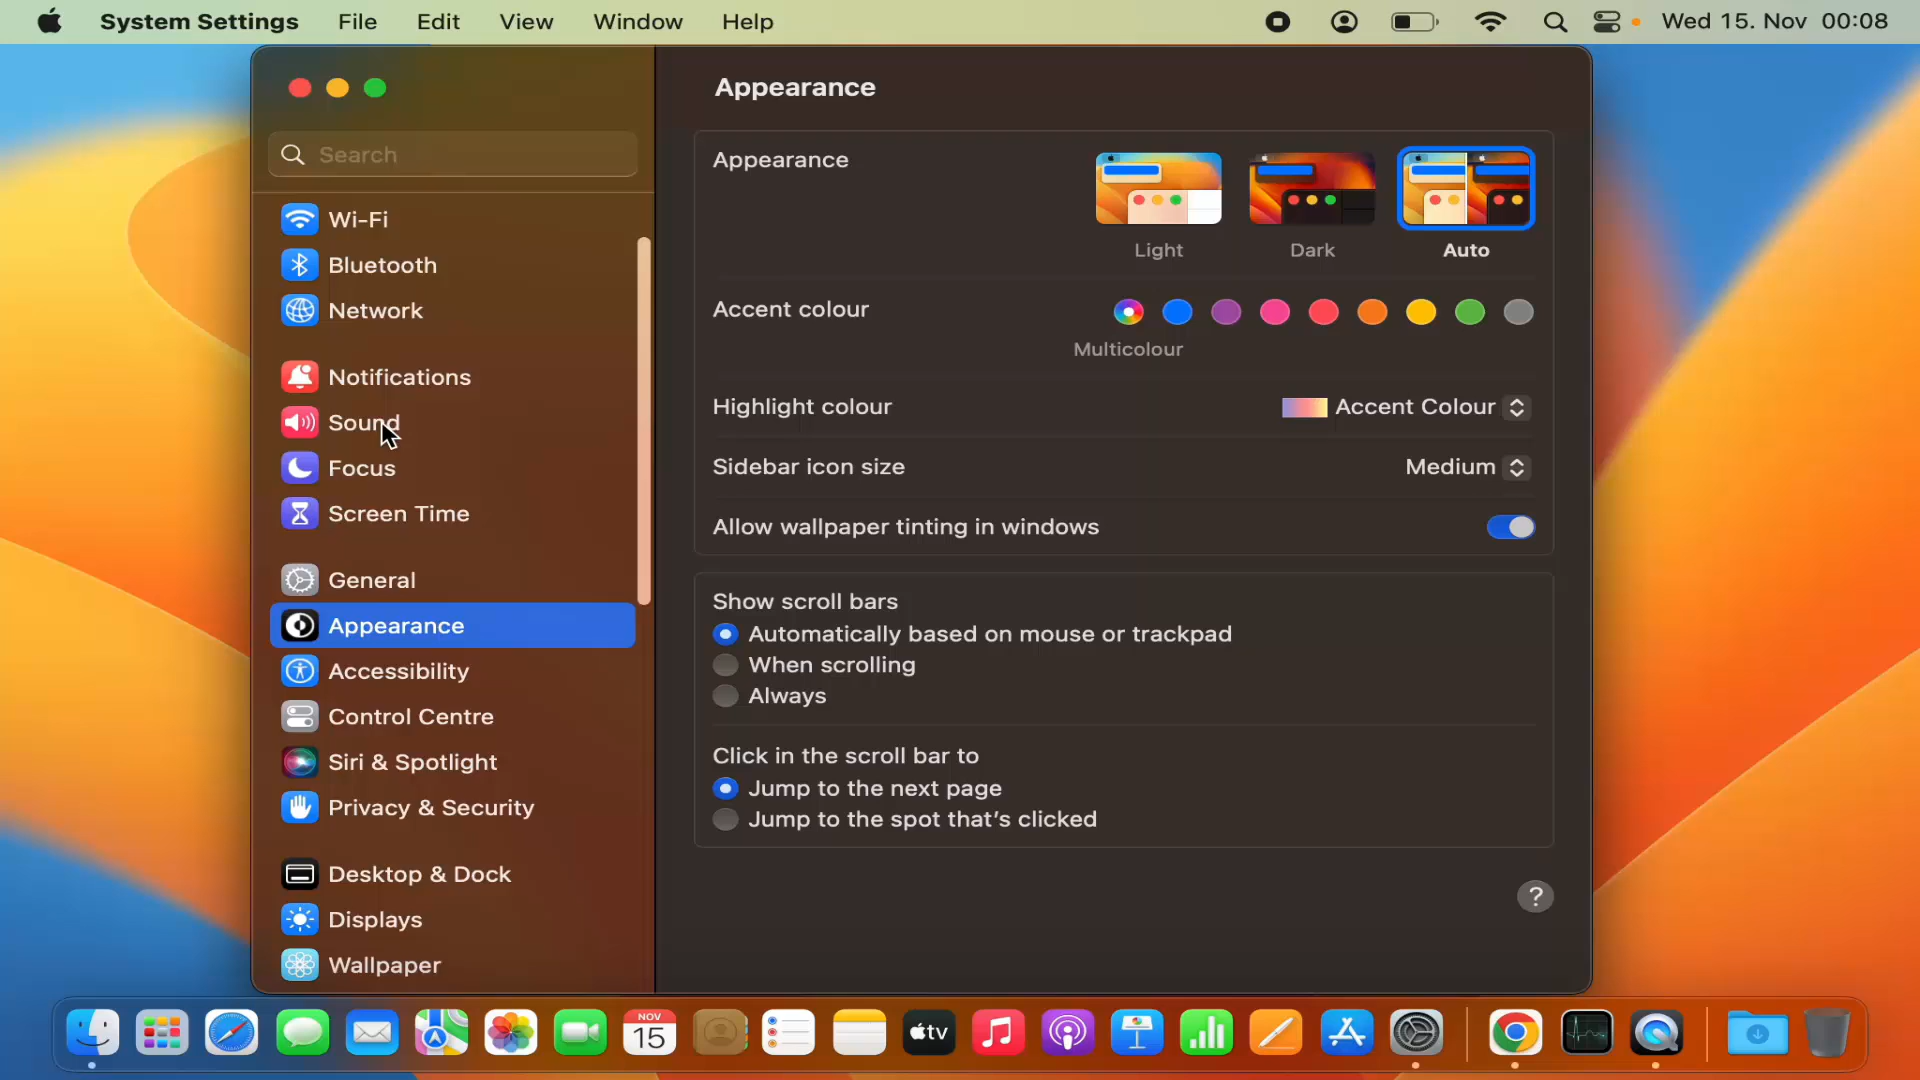 System Settings File Edit View Window Help Wed 15. Nov 00:08
Search
Wi-Fi
Bluetooth
Network
Notifications
Sound
Focus
Screen Time
General
Appearance
Accessibility
Control Centre
Siri & Spotlight
Privacy & Security
Desktop & Dock
Displays
Wallpaper
Appearance
Appearance
Light Dark Auto
Accent colour
Multicolour
Highlight colour Accent Colour
Sidebar icon size Medium
Allow wallpaper tinting in windows
Show scroll bars
Automatically based on mouse or trackpad
When scrolling
Always
Click in the scroll bar to
Jump to the next page
Jump to the spot that's clicked
?
NOV
15
tv